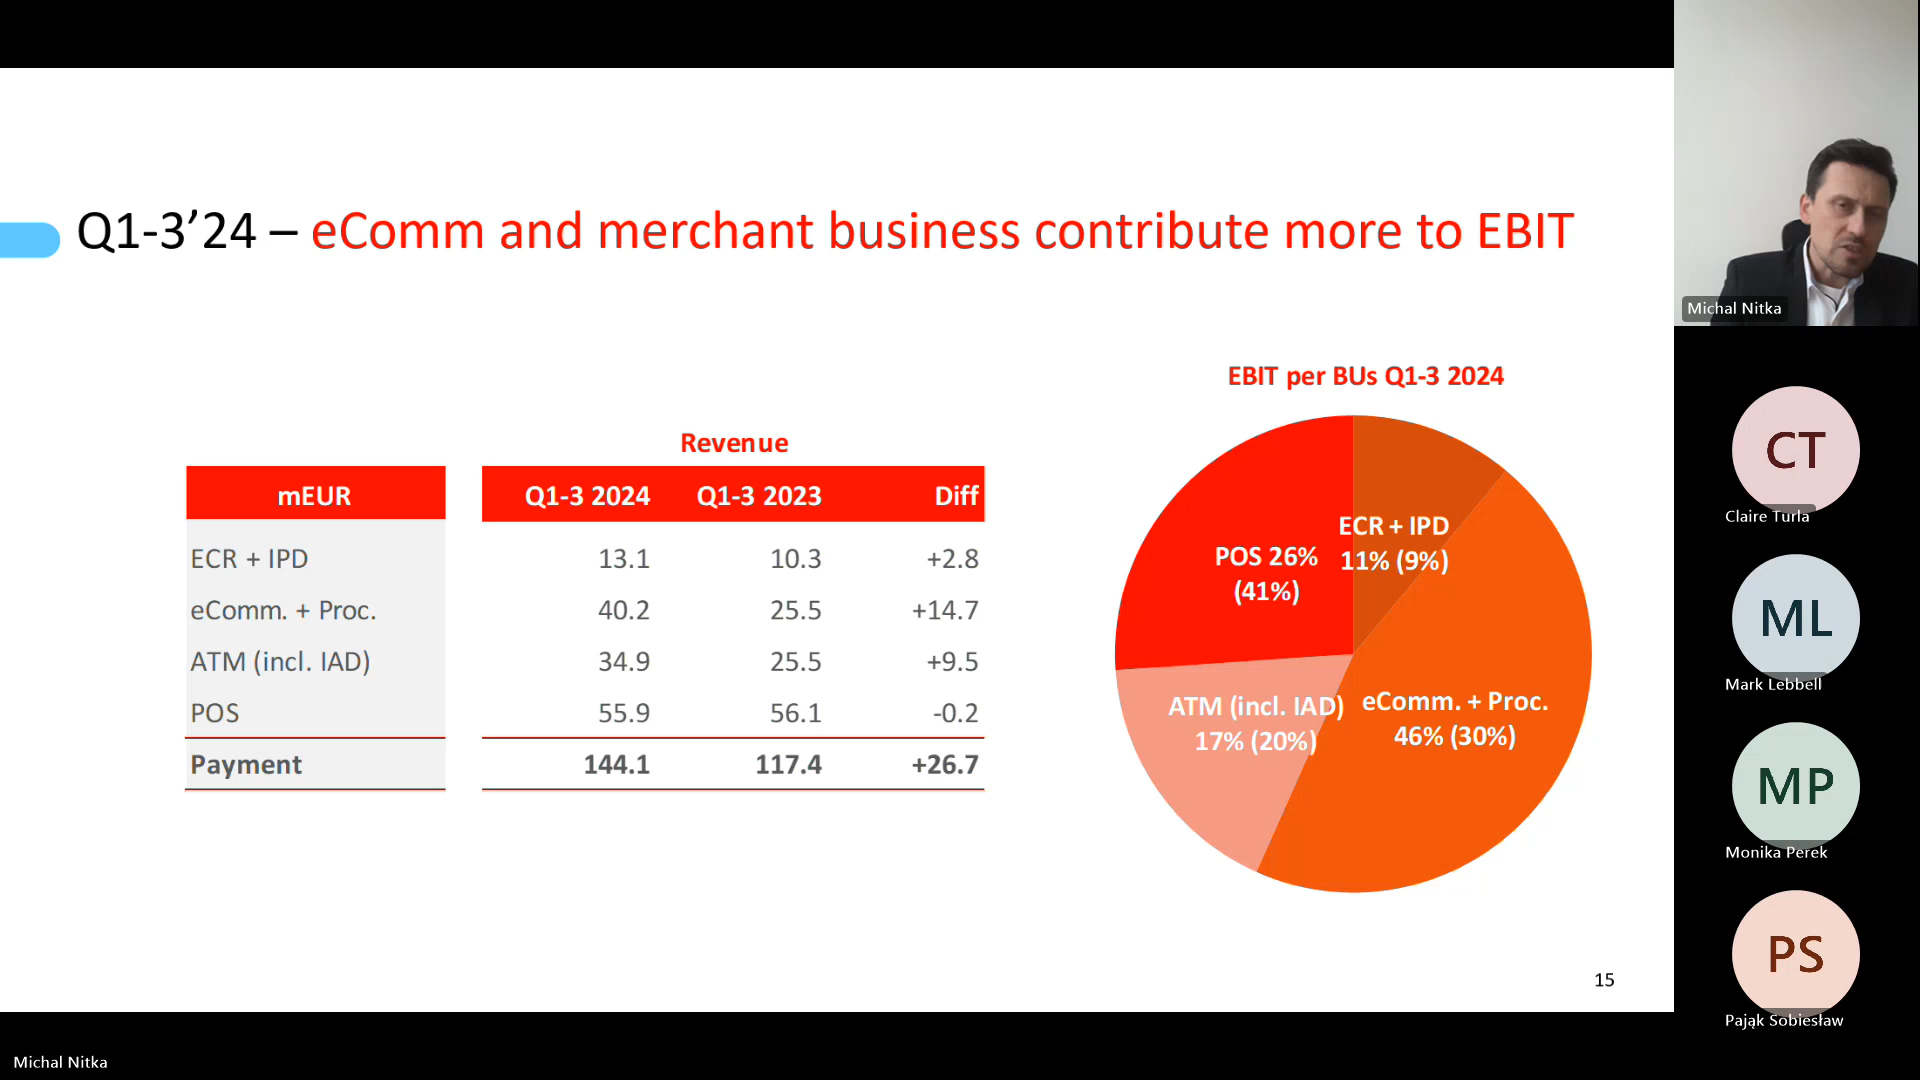 Q1-3’24 – eComm and merchant business contribute more to EBIT
Revenue
mEUR Q1-3 2024 Q1-3 2023 Diff
ECR + IPD 13.1 10.3 +2.8
eComm. + Proc. 40.2 25.5 +14.7
ATM (incl. IAD) 34.9 25.5 +9.5
POS 55.9 56.1 -0.2
Payment 144.1 117.4 +26.7
EBIT per BUs Q1-3 2024
ECR + IPD
11% (9%)
POS 26%
(41%)
ATM (incl. IAD)
17% (20%)
eComm. + Proc.
46% (30%)
15
Michal Nitka
CT
Claire Turla
ML
Mark Lebbell
MP
Monika Perek
PS
Pająk Sobiesław
Michal Nitka